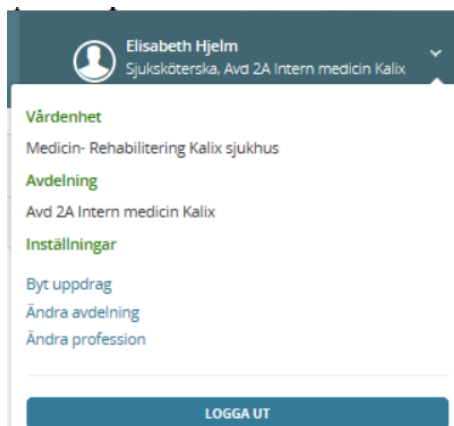 Elisabeth Hjelm
Sjuksköterska, Avd 2A Intern medicin Kalix
Vårdenhet
Medicin- Rehabilitering Kalix sjukhus
Avdelning
Avd 2A Intern medicin Kalix
Inställningar
Byt uppdrag
Ändra avdelning
Ändra profession
LOGGA UT